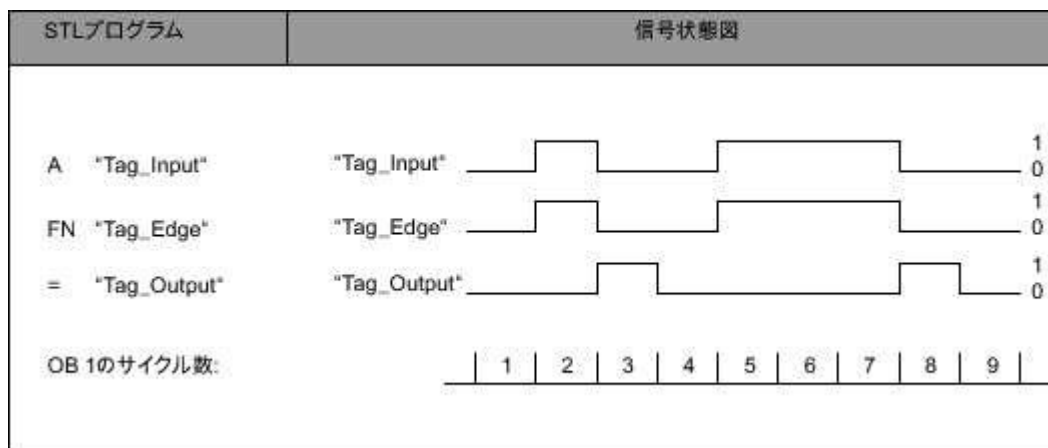 STLプログラム 信号状態図
A "Tag_Input" "Tag_Input" 1
0
FN "Tag_Edge" "Tag_Edge" 1
0
= "Tag_Output" "Tag_Output" 1
0
OB 1のサイクル数: 1 2 3 4 5 6 7 8 9